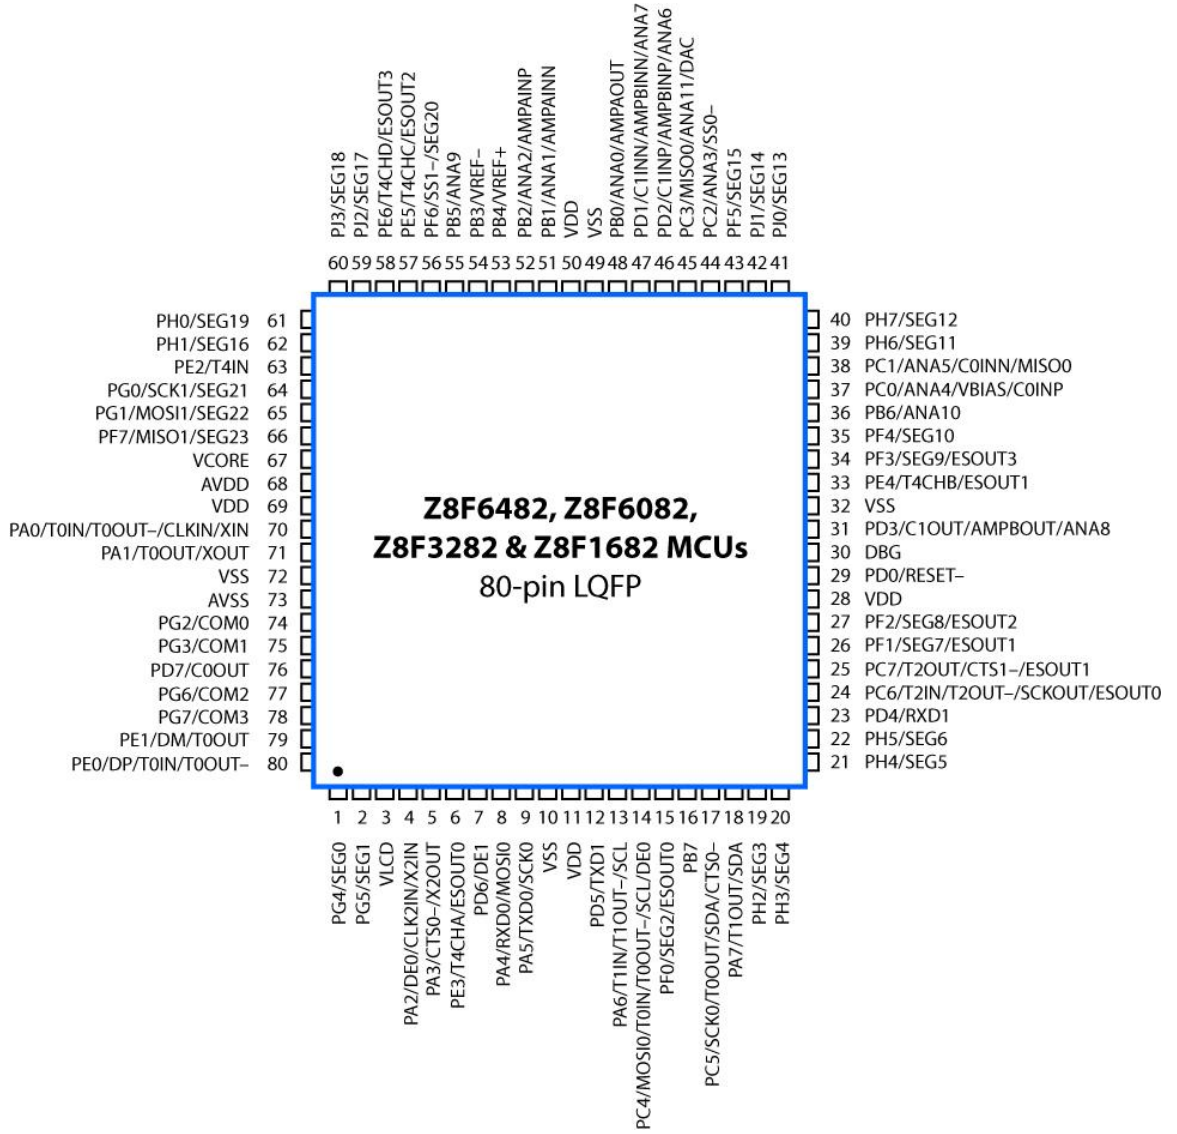 PJ3/SEG18
PJ2/SEG17
PE6/T4CHD/ESOUT3
PE5/T4CHC/ESOUT2
PF6/SS1–/SEG20
PB5/ANA9
PB3/VREF–
PB4/VREF+
PB2/ANA2/AMPAINP
PB1/ANA1/AMPAINN
VDD
VSS
PB0/ANA0/AMPAOUT
PD1/C1INN/AMPBINN/ANA7
PD2/C1INP/AMPBINP/ANA6
PC3/MISO0/ANA11/DAC
PC2/ANA3/SS0–
PF5/SEG15
PJ1/SEG14
PJ0/SEG13
60 59 58 57 56 55 54 53 52 51 50 49 48 47 46 45 44 43 42 41
PH0/SEG19 61
PH1/SEG16 62
PE2/T4IN 63
PG0/SCK1/SEG21 64
PG1/MOSI1/SEG22 65
PF7/MISO1/SEG23 66
VCORE 67
AVDD 68
VDD 69
PA0/T0IN/T0OUT–/CLKIN/XIN 70
PA1/T0OUT/XOUT 71
VSS 72
AVSS 73
PG2/COM0 74
PG3/COM1 75
PD7/C0OUT 76
PG6/COM2 77
PG7/COM3 78
PE1/DM/T0OUT 79
PE0/DP/T0IN/T0OUT– 80
Z8F6482, Z8F6082,
Z8F3282 & Z8F1682 MCUs
80-pin LQFP
40 PH7/SEG12
39 PH6/SEG11
38 PC1/ANA5/C0INN/MISO0
37 PC0/ANA4/VBIAS/C0INP
36 PB6/ANA10
35 PF4/SEG10
34 PF3/SEG9/ESOUT3
33 PE4/T4CHB/ESOUT1
32 VSS
31 PD3/C1OUT/AMPBOUT/ANA8
30 DBG
29 PD0/RESET–
28 VDD
27 PF2/SEG8/ESOUT2
26 PF1/SEG7/ESOUT1
25 PC7/T2OUT/CTS1–/ESOUT1
24 PC6/T2IN/T2OUT–/SCKOUT/ESOUT0
23 PD4/RXD1
22 PH5/SEG6
21 PH4/SEG5
1 2 3 4 5 6 7 8 9 10 11 12 13 14 15 16 17 18 19 20
PG4/SEG0
PG5/SEG1
VLCD
PA2/DE0/CLK2IN/X2IN
PA3/CTS0–/X2OUT
PE3/T4CHA/ESOUT0
PD6/DE1
PA4/RXD0/MOSI0
PA5/TXD0/SCK0
VSS
VDD
PD5/TXD1
PA6/T1IN/T1OUT–/SCL
PC4/MOSI0/T0IN/T0OUT–/SCL/DE0
PF0/SEG2/ESOUT0
PB7
PC5/SCK0/T0OUT/SDA/CTS0–
PA7/T1OUT/SDA
PH2/SEG3
PH3/SEG4